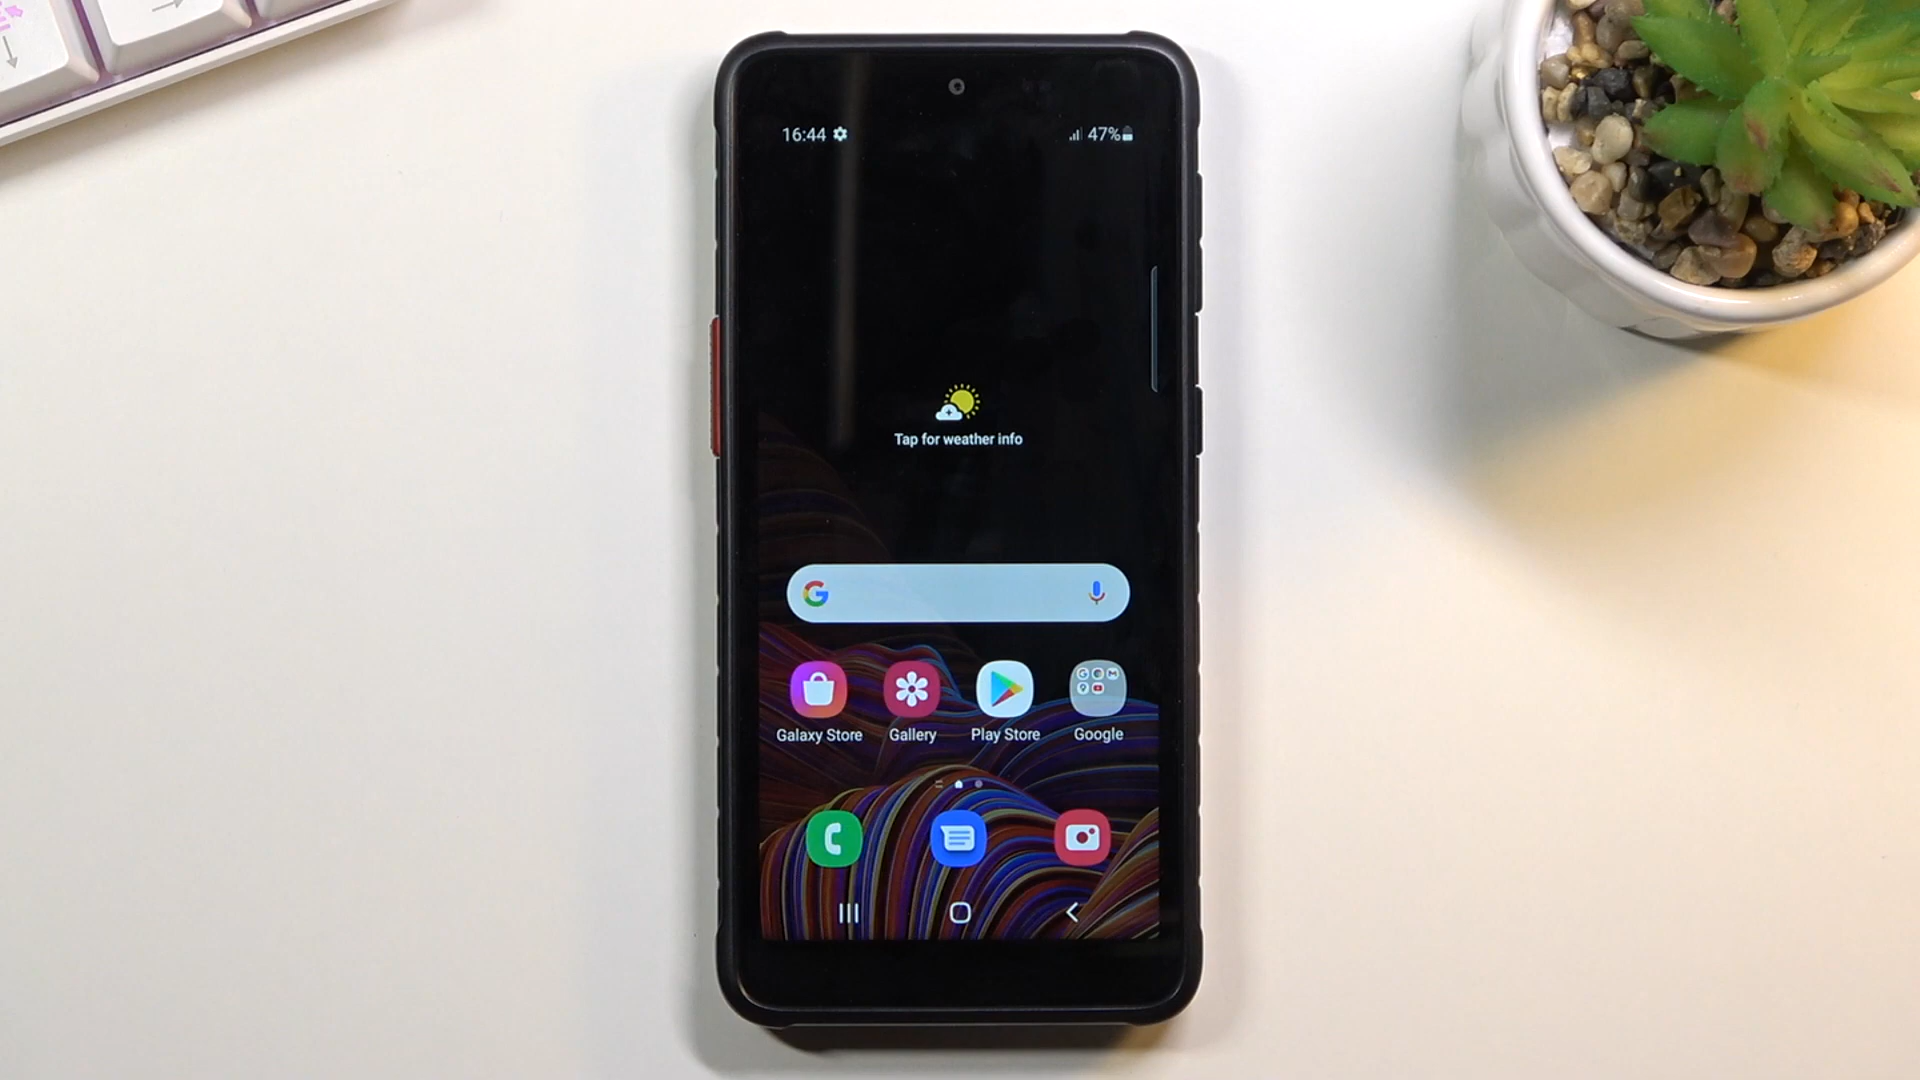 16:44
47%
Tap for weather info
G
Galaxy Store
Gallery
Play Store
Google